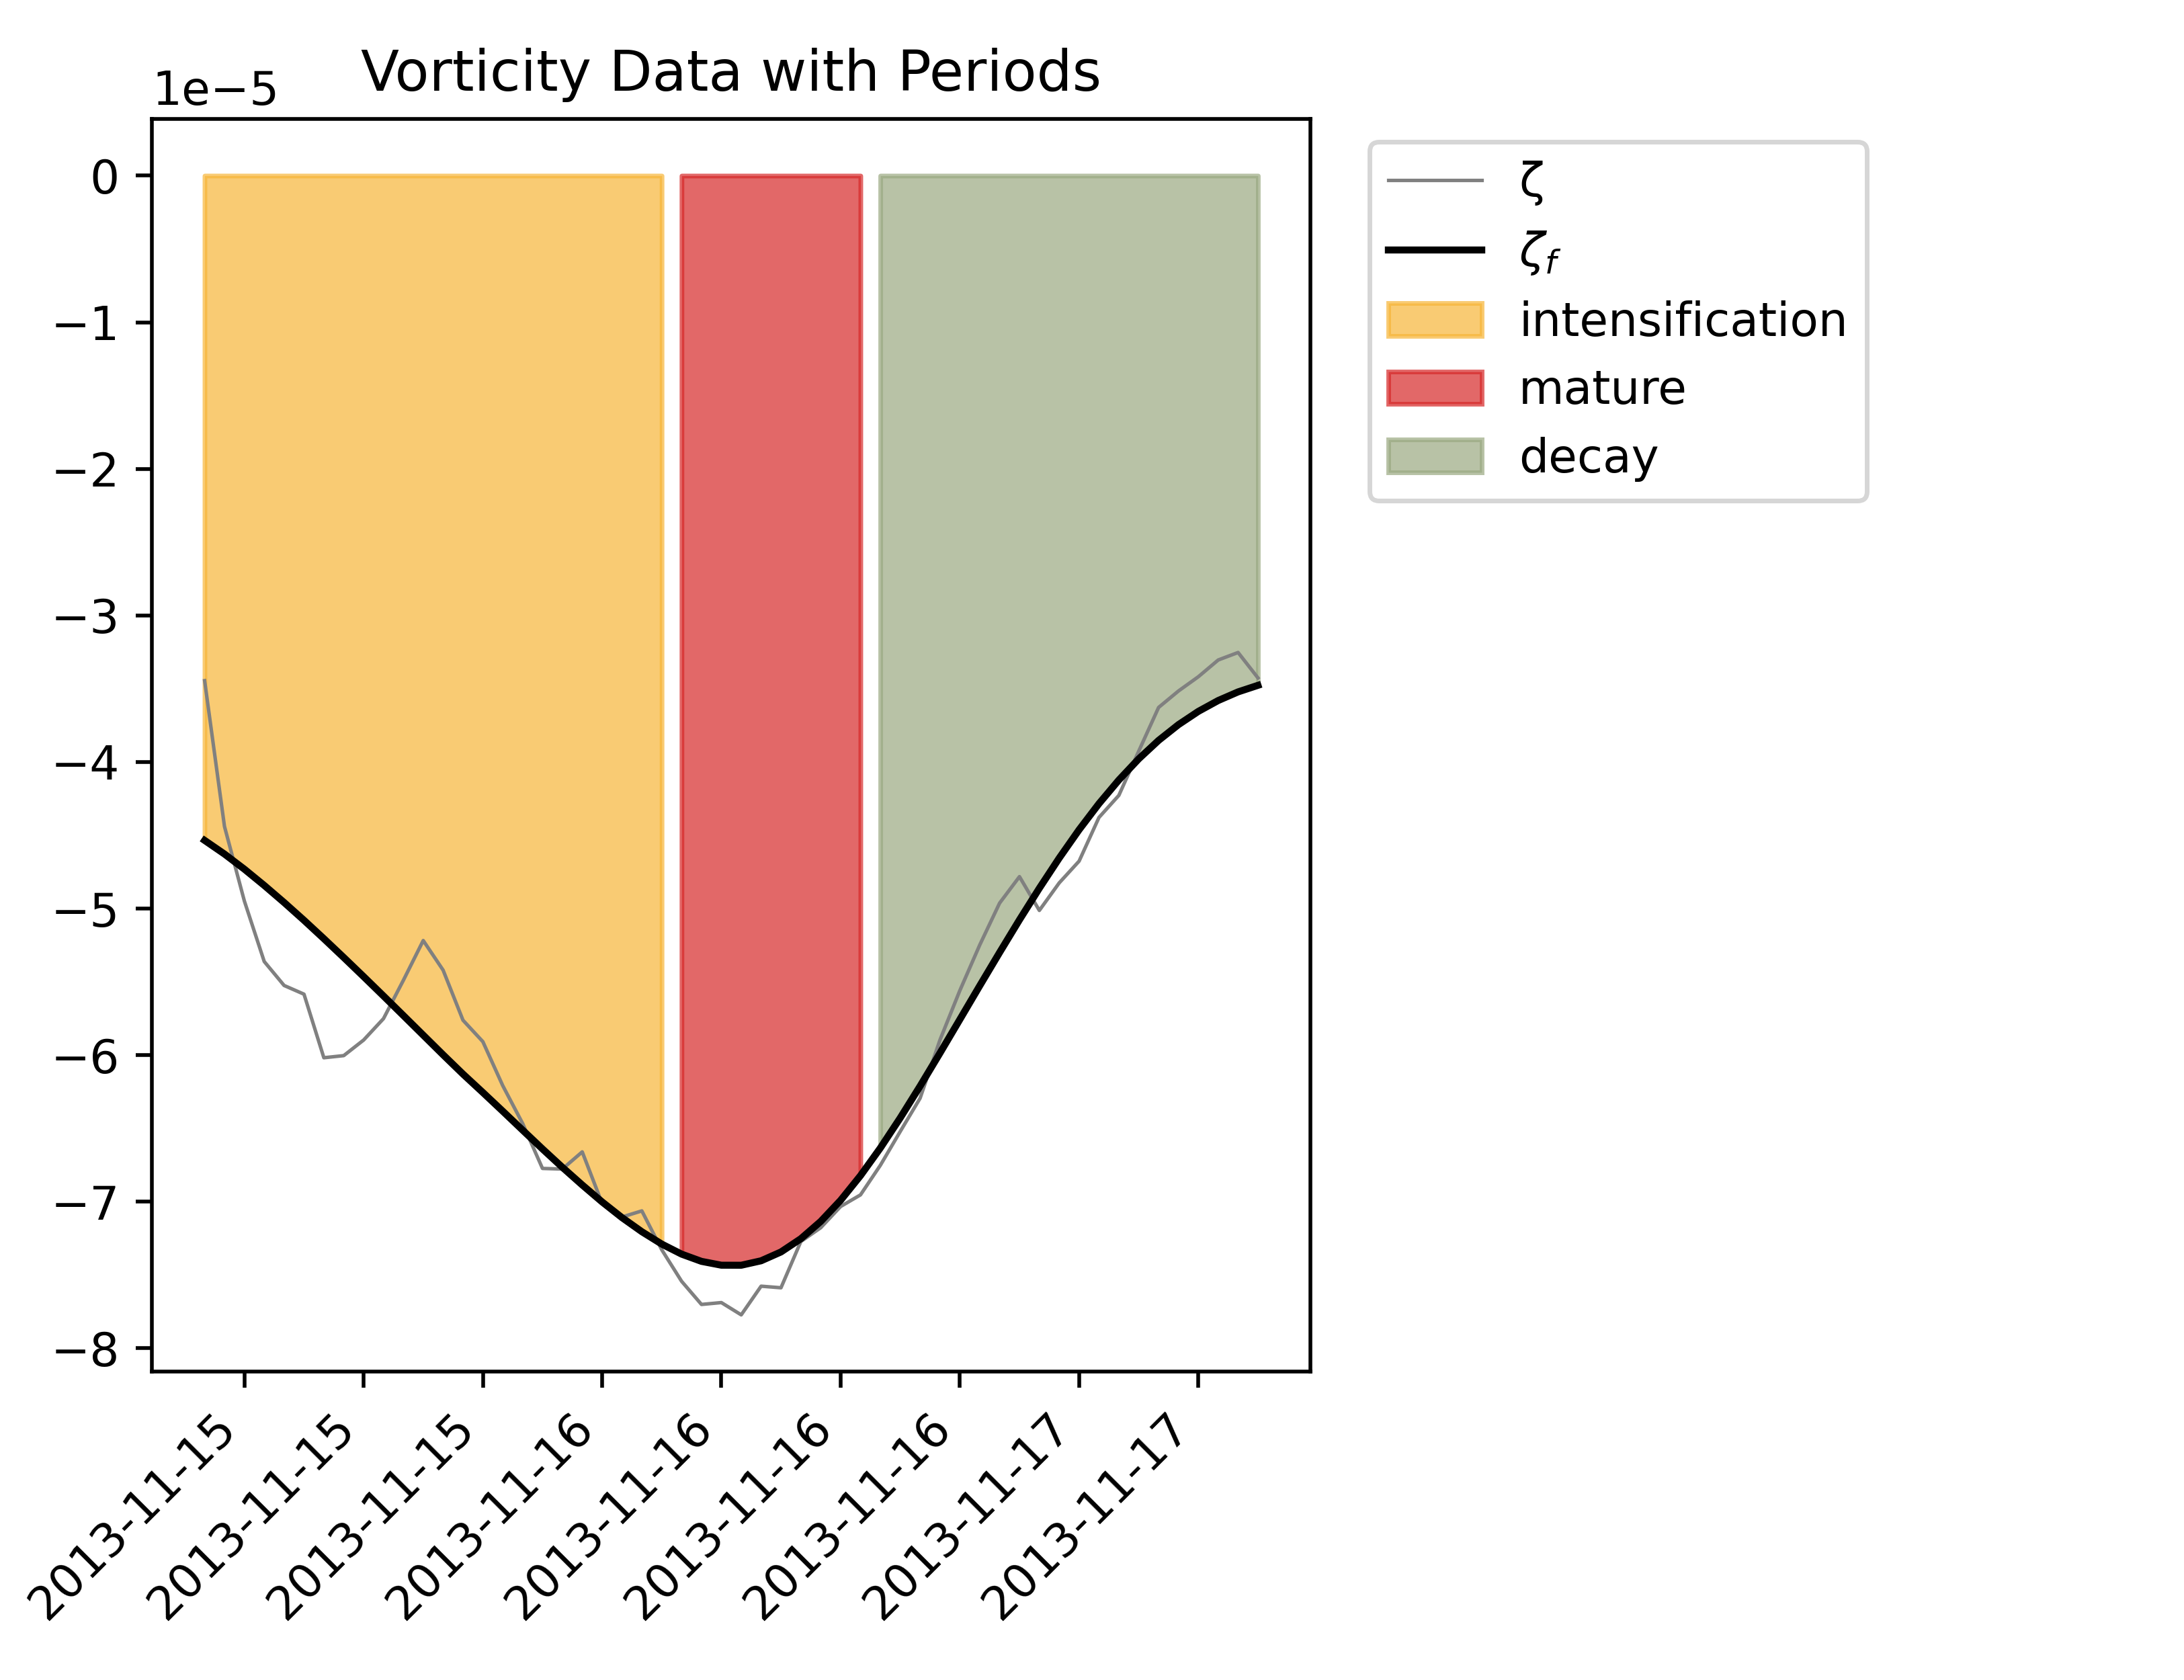 Vorticity Data with Periods
1e−5
0
−1
−2
−3
−4
−5
−6
−7
−8
2013-11-15
2013-11-15
2013-11-15
2013-11-16
2013-11-16
2013-11-16
2013-11-16
2013-11-17
2013-11-17
ζ
ζf
intensification
mature
decay